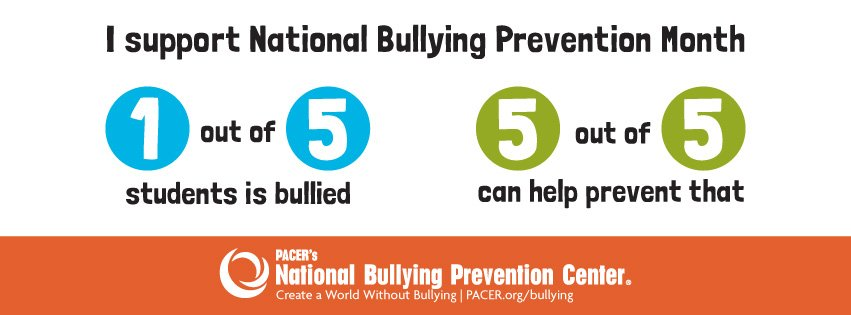 I support National Bullying Prevention Month
1 out of 5
students is bullied
5 out of 5
can help prevent that
PACER's
National Bullying Prevention Center®
Create a World Without Bullying | PACER.org/bullying